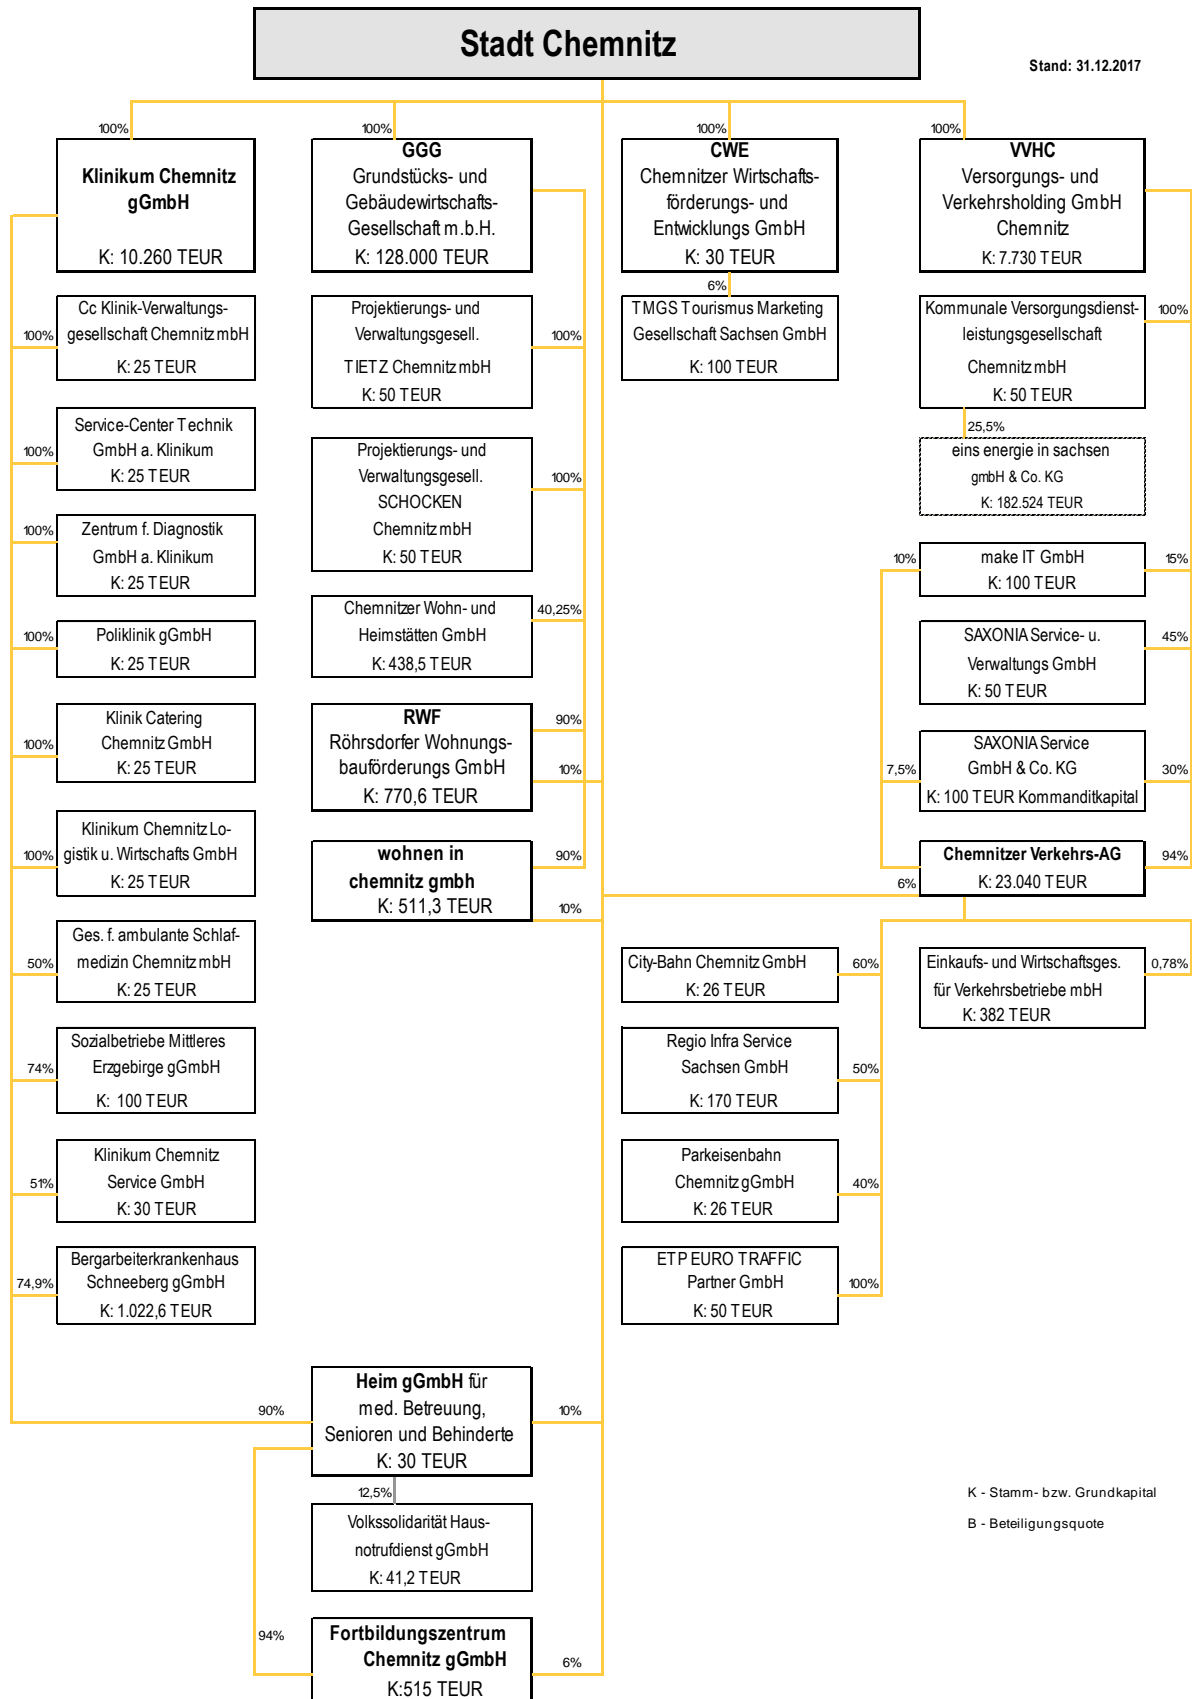 Stadt Chemnitz
Stand: 31.12.2017
100%
Klinikum Chemnitz
gGmbH
K: 10.260 TEUR
100%
Cc Klinik-Verwaltungs-
gesellschaft Chemnitz mbH
K: 25 TEUR
100%
Service-Center Technik
GmbH a. Klinikum
K: 25 TEUR
100%
Zentrum f. Diagnostik
GmbH a. Klinikum
K: 25 TEUR
100%
Poliklinik gGmbH
K: 25 TEUR
100%
Klinik Catering
Chemnitz GmbH
K: 25 TEUR
100%
Klinikum Chemnitz Lo-
gistik u. Wirtschafts GmbH
K: 25 TEUR
50%
Ges. f. ambulante Schlaf-
medizin Chemnitz mbH
K: 25 TEUR
74%
Sozialbetriebe Mittleres
Erzgebirge gGmbH
K: 100 TEUR
51%
Klinikum Chemnitz
Service GmbH
K: 30 TEUR
74,9%
Bergarbeiterkrankenhaus
Schneeberg gGmbH
K: 1.022,6 TEUR
100%
GGG
Grundstücks- und
Gebäudewirtschafts-
Gesellschaft m.b.H.
K: 128.000 TEUR
Projektierungs- und
Verwaltungsgesell.
TIETZ Chemnitz mbH
K: 50 TEUR
100%
Projektierungs- und
Verwaltungsgesell.
SCHOCKEN
Chemnitz mbH
K: 50 TEUR
100%
Chemnitzer Wohn- und
Heimstätten GmbH
K: 438,5 TEUR
40,25%
RWF
Röhrsdorfer Wohnungs-
bauförderungs GmbH
K: 770,6 TEUR
90%
10%
wohnen in
chemnitz gmbh
K: 511,3 TEUR
90%
10%
100%
CWE
Chemnitzer Wirtschafts-
förderungs- und
Entwicklungs GmbH
K: 30 TEUR
6%
TMGS Tourismus Marketing
Gesellschaft Sachsen GmbH
K: 100 TEUR
100%
VVHC
Versorgungs- und
Verkehrsholding GmbH
Chemnitz
K: 7.730 TEUR
Kommunale Versorgungsdienst-
leistungsgesellschaft
Chemnitz mbH
K: 50 TEUR
100%
25,5%
eins energie in sachsen
gmbH & Co. KG
K: 182.524 TEUR
10%
make IT GmbH
K: 100 TEUR
15%
SAXONIA Service- u.
Verwaltungs GmbH
K: 50 TEUR
45%
7,5%
SAXONIA Service
GmbH & Co. KG
K: 100 TEUR Kommanditkapital
30%
Chemnitzer Verkehrs-AG
K: 23.040 TEUR
94%
6%
City-Bahn Chemnitz GmbH
K: 26 TEUR
60%
Einkaufs- und Wirtschaftsges.
für Verkehrsbetriebe mbH
K: 382 TEUR
0,78%
Regio Infra Service
Sachsen GmbH
K: 170 TEUR
50%
Parkeisenbahn
Chemnitz gGmbH
K: 26 TEUR
40%
ETP EURO TRAFFIC
Partner GmbH
K: 50 TEUR
100%
90%
Heim gGmbH für
med. Betreuung,
Senioren und Behinderte
K: 30 TEUR
10%
12,5%
Volkssolidarität Haus-
notrufdienst gGmbH
K: 41,2 TEUR
94%
Fortbildungszentrum
Chemnitz gGmbH
K:515 TEUR
6%
K - Stamm- bzw. Grundkapital
B - Beteiligungsquote